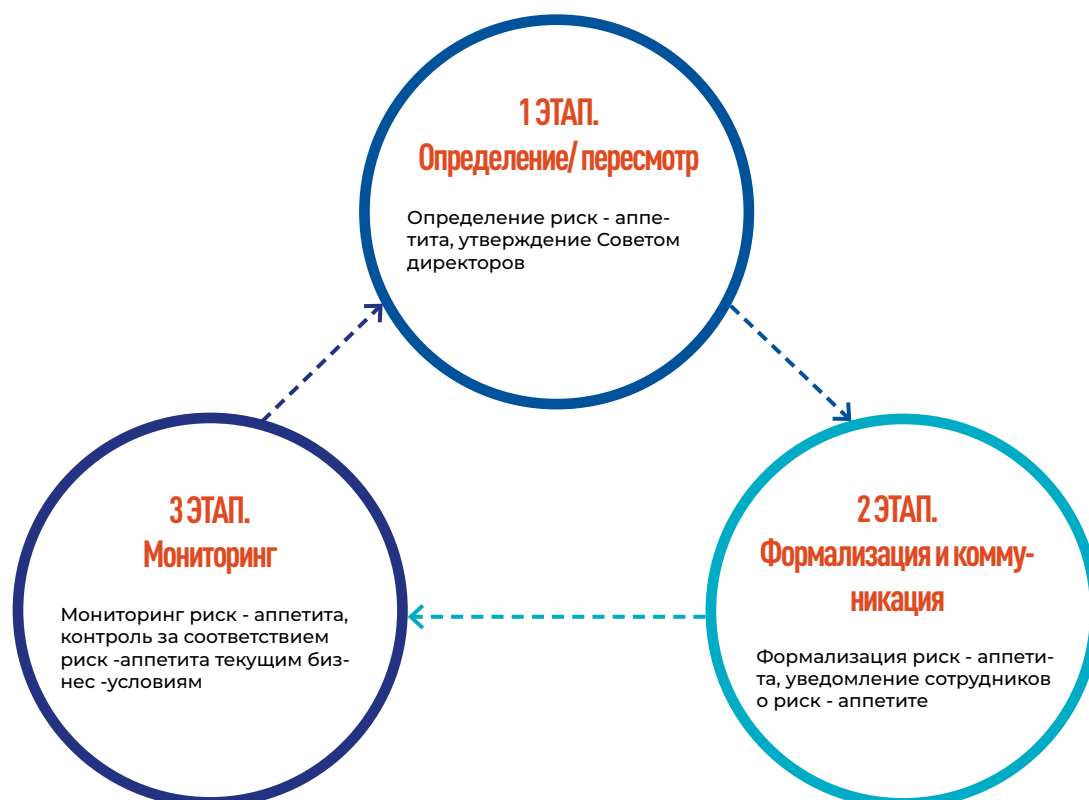 1 ЭТАП.
Определение/ пересмотр
Определение риск - аппе-
тита, утверждение Советом
директоров
3 ЭТАП.
Мониторинг
Мониторинг риск - аппетита,
контроль за соответствием
риск -аппетита текущим биз-
нес -условиям
2 ЭТАП.
Формализация и комму-
никация
Формализация риск - аппети-
та, уведомление сотрудников
о риск - аппетите